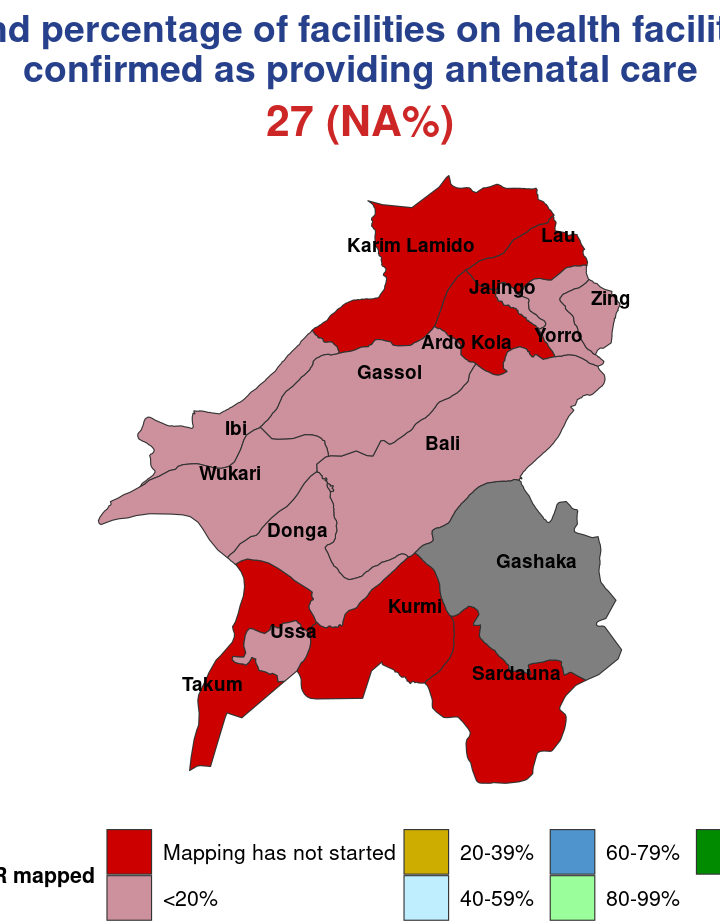 percentage of facilities on health
confirmed as providing antenatal care
27 (NA%)
Karim Lamido
Lau
Jalingo
Zing
Yorro
Ardo Kola
Gassol
Ibi
Bali
Wukari
Donga
Gashaka
Kurmi
Ussa
Sardauna
Takum
Mapping has not started
20-39%
60-79%
mapped
<20%
40-59%
80-99%